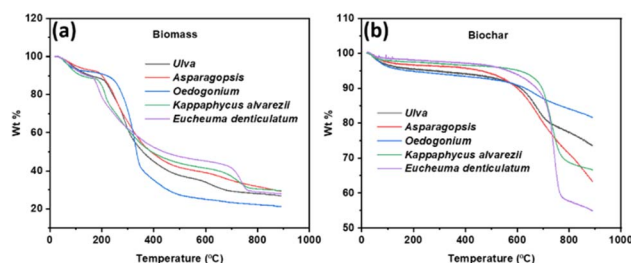 (a)
Biomass
Ulva
Asparagopsis
Oedogonium
Kappaphycus alvarezii
Eucheuma denticulatum
Wt %
100
80
60
40
20
0
200
400
600
800
1000
Temperature (°C)
(b)
Biochar
Ulva
Asparagopsis
Oedogonium
Kappaphycus alvarezii
Eucheuma denticulatum
Wt %
110
100
90
80
70
60
50
0
200
400
600
800
1000
Temperature (°C)